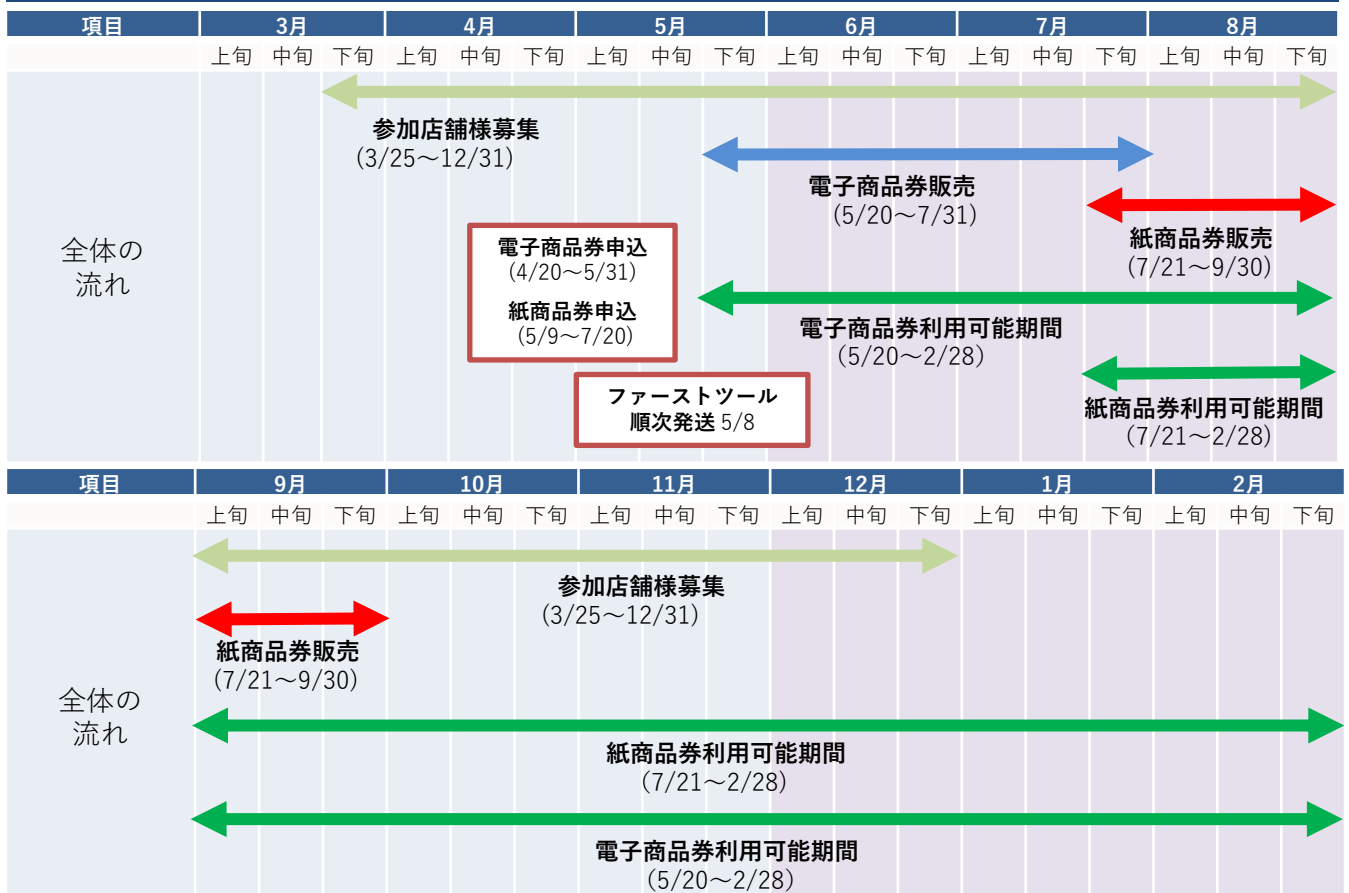 項目 3月 4月 5月 6月 7月 8月
上旬 中旬 下旬 上旬 中旬 下旬 上旬 中旬 下旬 上旬 中旬 下旬 上旬 中旬 下旬 上旬 中旬 下旬
全体の
流れ
参加店舗様募集
(3/25～12/31)
電子商品券販売
(5/20～7/31)
紙商品券販売
(7/21～9/30)
電子商品券申込
(4/20～5/31)
紙商品券申込
(5/9～7/20)
電子商品券利用可能期間
(5/20～2/28)
ファーストツール
順次発送 5/8
紙商品券利用可能期間
(7/21～2/28)
項目 9月 10月 11月 12月 1月 2月
上旬 中旬 下旬 上旬 中旬 下旬 上旬 中旬 下旬 上旬 中旬 下旬 上旬 中旬 下旬 上旬 中旬 下旬
全体の
流れ
参加店舗様募集
(3/25～12/31)
紙商品券販売
(7/21～9/30)
紙商品券利用可能期間
(7/21～2/28)
電子商品券利用可能期間
(5/20～2/28)